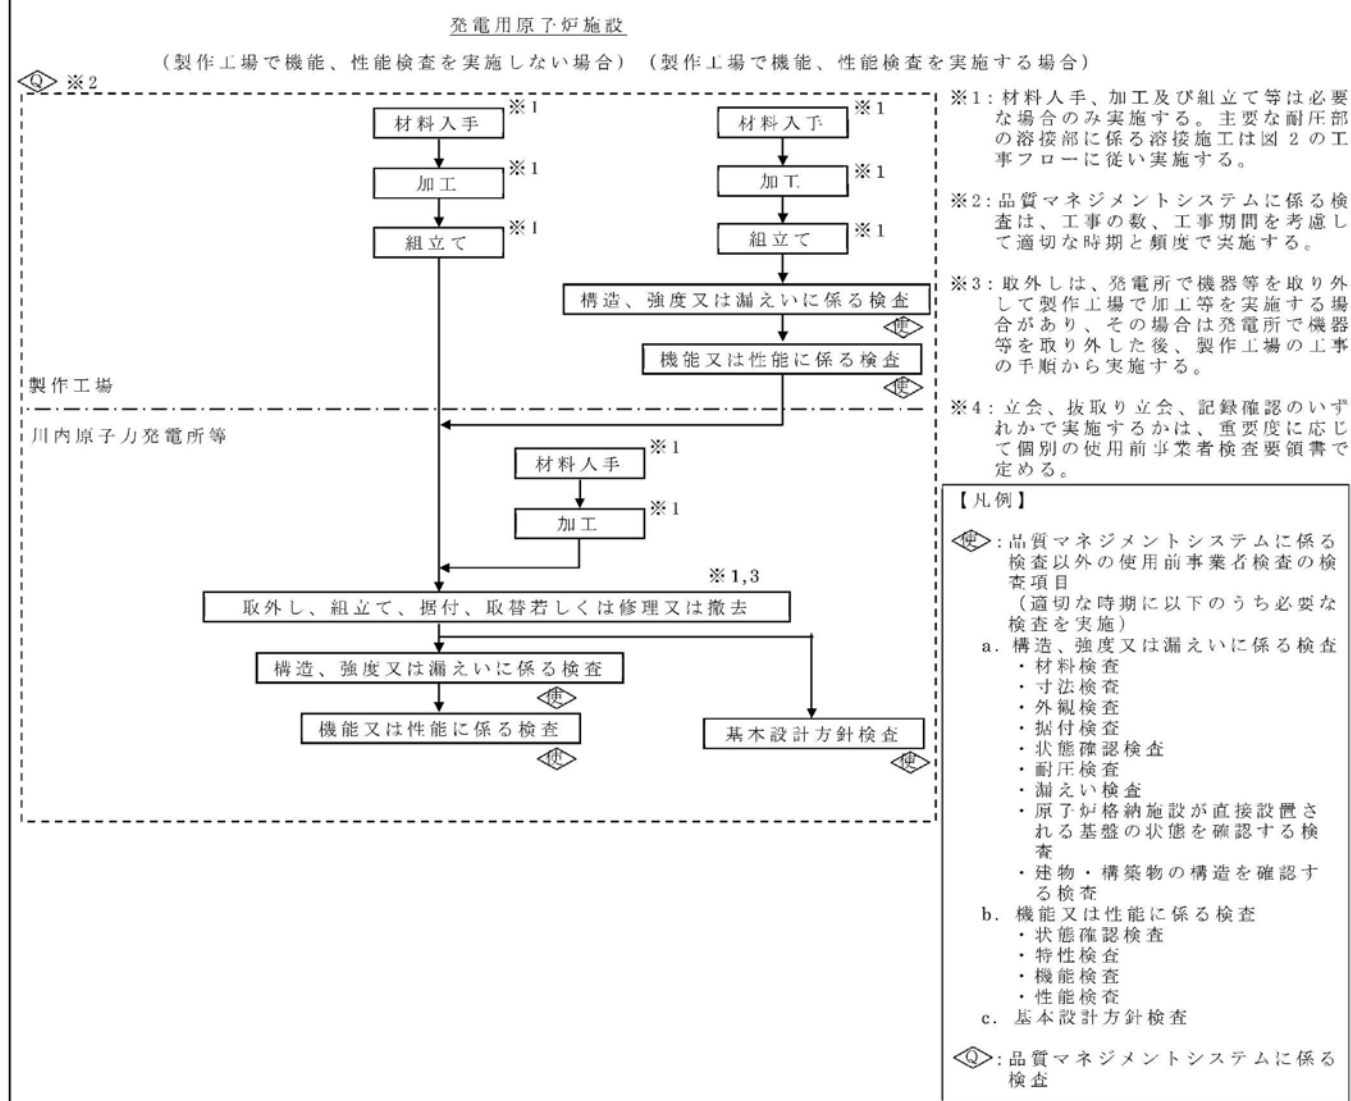 発電用原子炉施設
（製作工場で機能、性能検査を実施しない場合）（製作工場で機能、性能検査を実施する場合）
Q ※2
材料入手 ※1
加工 ※1
組立て ※1
材料入手 ※1
加工 ※1
組立て ※1
構造、強度又は漏えいに係る検査
使
機能又は性能に係る検査
使
製作工場
川内原子力発電所等
材料入手 ※1
加工 ※1
※1,3
取外し、組立て、据付、取替若しくは修理又は撤去
構造、強度又は漏えいに係る検査
使
機能又は性能に係る検査
使
基本設計方針検査
使
※1:材料入手、加工及び組立て等は必要
な場合のみ実施する。主要な耐圧部
の溶接部に係る溶接施工は図2の工
事フローに従い実施する。
※2:品質マネジメントシステムに係る検
査は、工事の数、工事期間を考慮し
て適切な時期と頻度で実施する。
※3:取外しは、発電所で機器等を取り外
して製作工場で加工等を実施する場
合があり、その場合は発電所で機器
等を取り外した後、製作工場の工事
の手順から実施する。
※4:立会、抜取り立会、記録確認のいず
れかで実施するかは、重要度に応じ
て個別の使用前事業者検査要領書で
定める。
【凡例】
使:品質マネジメントシステムに係る
検査以外の使用前事業者検査の検
査項目
（適切な時期に以下のうち必要な
検査を実施）
a. 構造、強度又は漏えいに係る検査
・材料検査
・寸法検査
・外観検査
・据付検査
・状態確認検査
・耐圧検査
・漏えい検査
・原子炉格納施設が直接設置さ
れる基盤の状態を確認する検
査
・建物・構築物の構造を確認す
る検査
b. 機能又は性能に係る検査
・状態確認検査
・特性検査
・機能検査
・性能検査
c. 基本設計方針検査
Q:品質マネジメントシステムに係る
検査